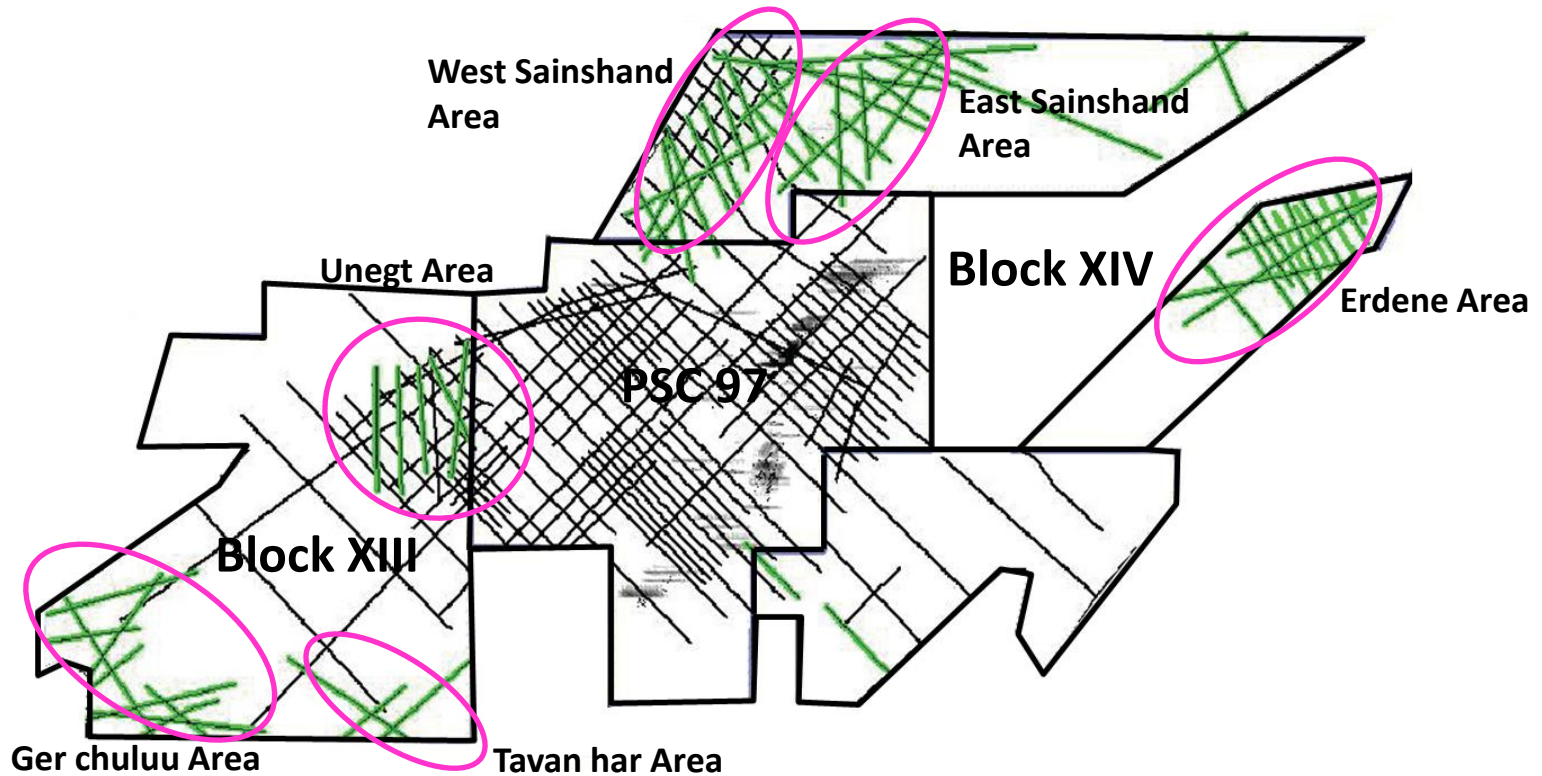 West Sainshand
Area
East Sainshand
Area
Unegt Area
Block XIV
Erdene Area
PSC 97
Block XIII
Ger chuluu Area
Tavan har Area